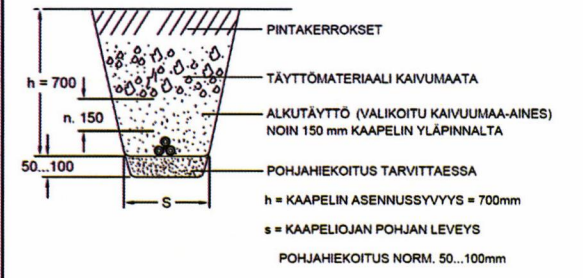 PINTAKERROKSET
h = 700
TÄYTTÖMATERIAALI KAIVUMAATA
n. 150
ALKUTÄYTTÖ (VALIKOITU KAIVUUMAA-AINES)
NOIN 150 mm KAAPELIN YLÄPINNALTA
50...100
POHJAHIEKOITUS TARVITTAESSA
S
h = KAAPELIN ASENNUSSYVYYS = 700mm
s = KAAPELIOJAN POHJAN LEVEYS
POHJAHIEKOITUS NORM. 50...100mm